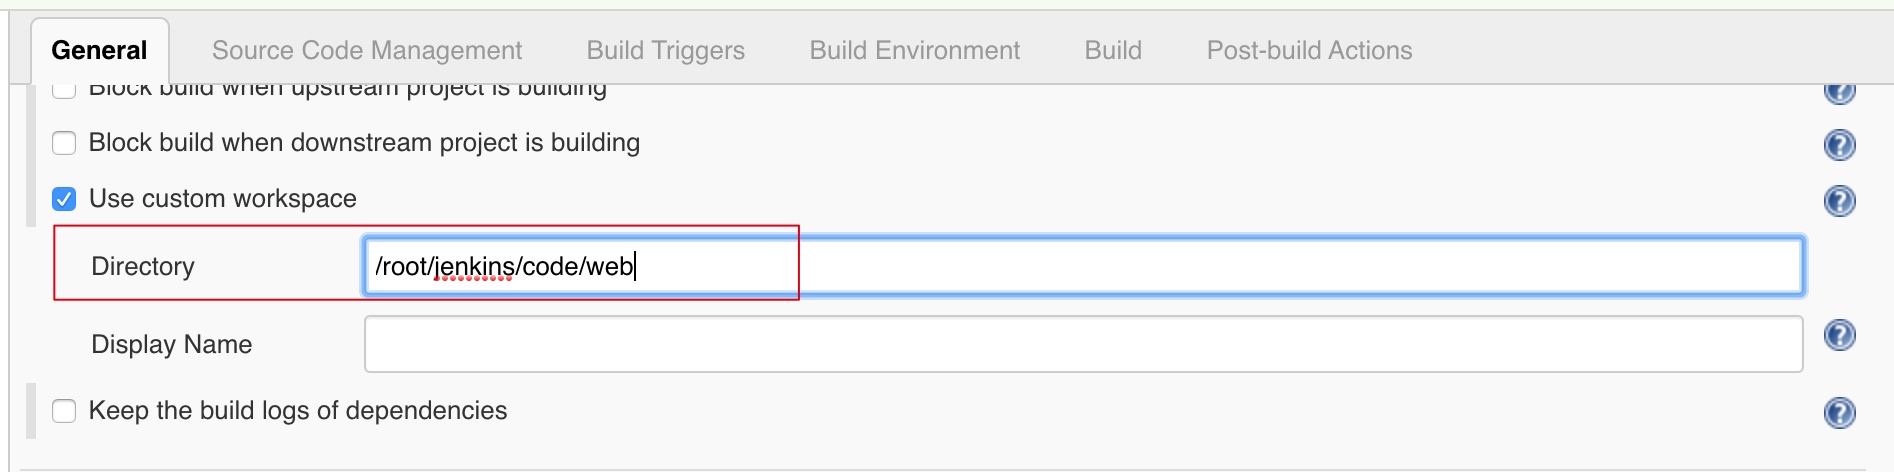 General Source Code Management Build Triggers Build Environment Build Post-build Actions
Block build when upstream project is building
Block build when downstream project is building
Use custom workspace
Directory /root/jenkins/code/web
Display Name
Keep the build logs of dependencies